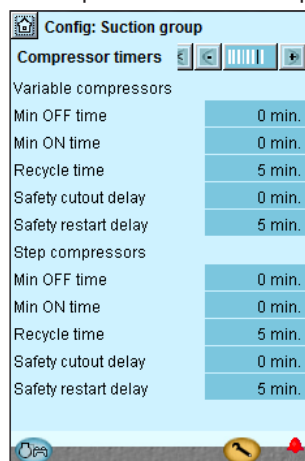 Config: Suction group
Compressor timers
Variable compressors
Min OFF time 0 min.
Min ON time 0 min.
Recycle time 5 min.
Safety cutout delay 0 min.
Safety restart delay 5 min.
Step compressors
Min OFF time 0 min.
Min ON time 0 min.
Recycle time 5 min.
Safety cutout delay 0 min.
Safety restart delay 5 min.